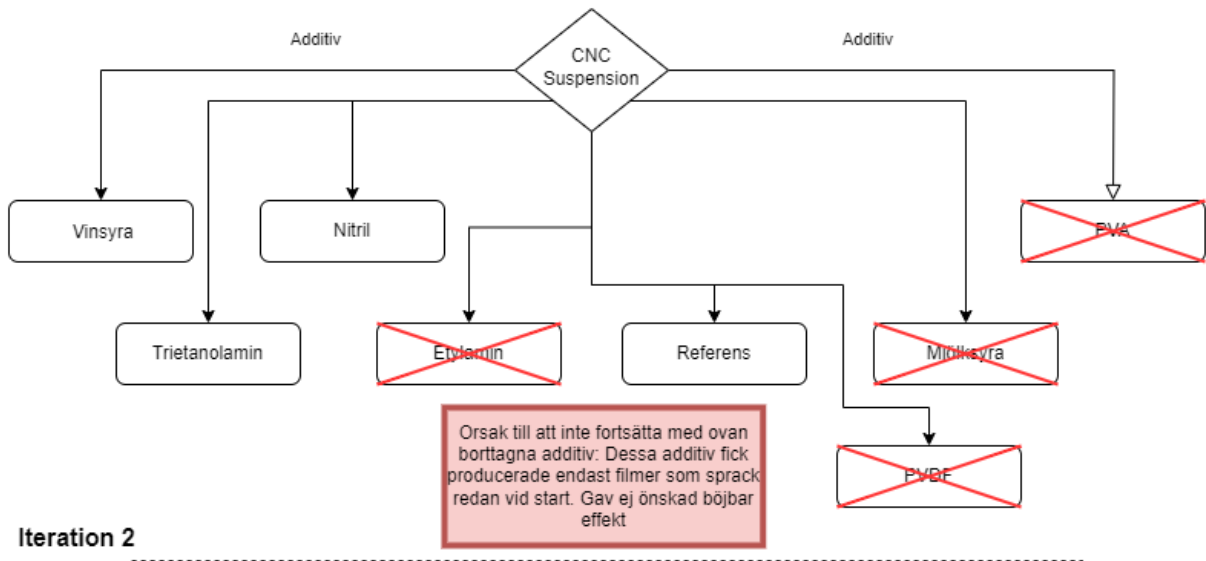 Additiv
Additiv
CNC
Suspension
Vinsyra
Nitril
PVA
Trietanolamin
Etylamin
Referens
Mjölksyra
Orsak till att inte fortsätta med ovan
borttagna additiv: Dessa additiv fick
producerade endast filmer som sprack
redan vid start. Gav ej önskad böjbar
effekt
PVDF
Iteration 2